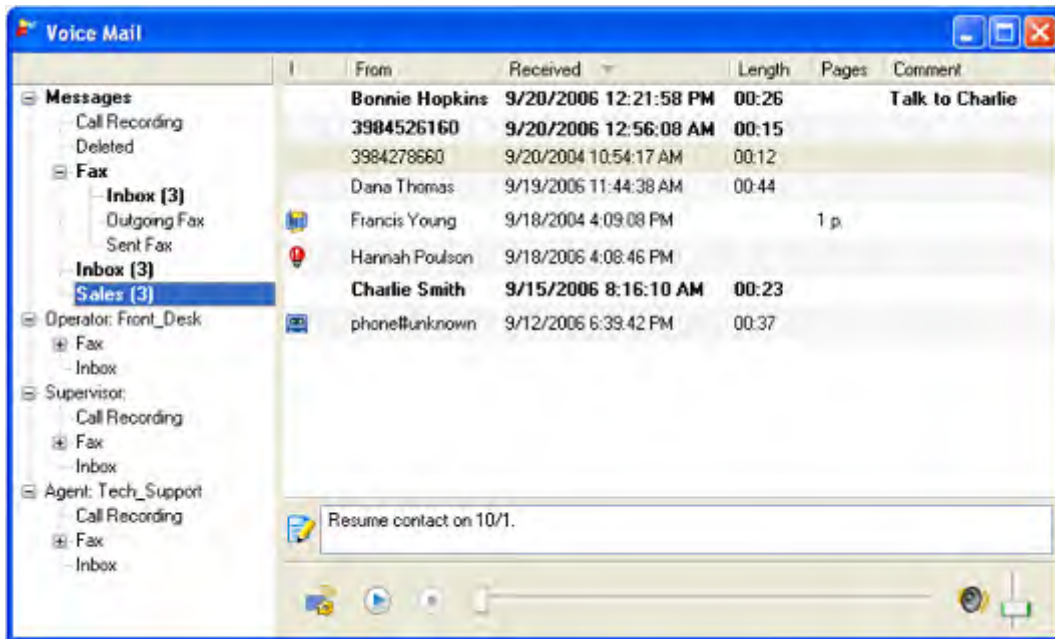 Voice Mail
! From Received Length Pages Comment
Messages
Call Recording
Deleted
Fax
Inbox (3)
Outgoing Fax
Sent Fax
Inbox (3)
Sales (3)
Operator: Front_Desk
Fax
Inbox
Supervisor:
Call Recording
Fax
Inbox
Agent: Tech_Support
Call Recording
Fax
Inbox
Bonnie Hopkins 9/20/2006 12:21:58 PM 00:26 Talk to Charlie
3984526160 9/20/2006 12:56:08 AM 00:15
3984278660 9/20/2004 10:54:17 AM 00:12
Dana Thomas 9/19/2006 11:44:38 AM 00:44
Francis Young 9/18/2004 4:09:08 PM 1 p.
Hannah Poulson 9/18/2006 4:08:46 PM
Charlie Smith 9/15/2006 8:16:10 AM 00:23
phone#unknown 9/12/2006 6:39:42 PM 00:37
Resume contact on 10/1.